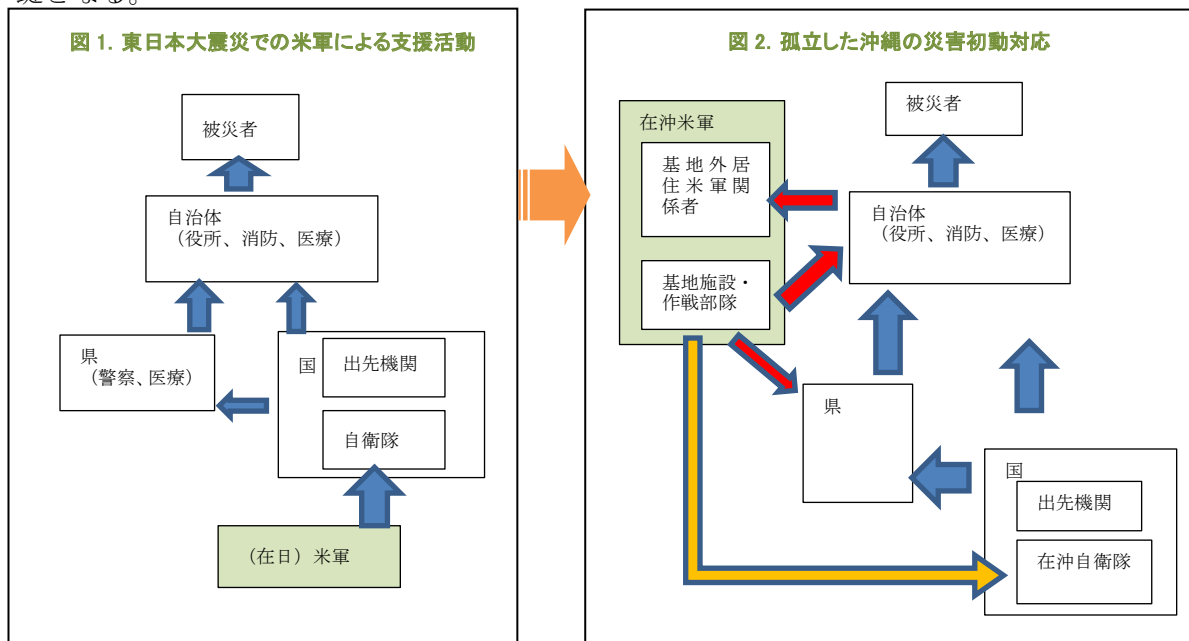 鍵となる。
図 1. 東日本大震災での米軍による支援活動
被災者
自治体
（役所、消防、医療）
県
（警察、医療）
国
出先機関
自衛隊
（在日）米軍
図 2. 孤立した沖縄の災害初動対応
在沖米軍
基地外居
住米軍関
係者
基地施設・
作戦部隊
被災者
自治体
（役所、消防、医療）
県
国
出先機関
在沖自衛隊